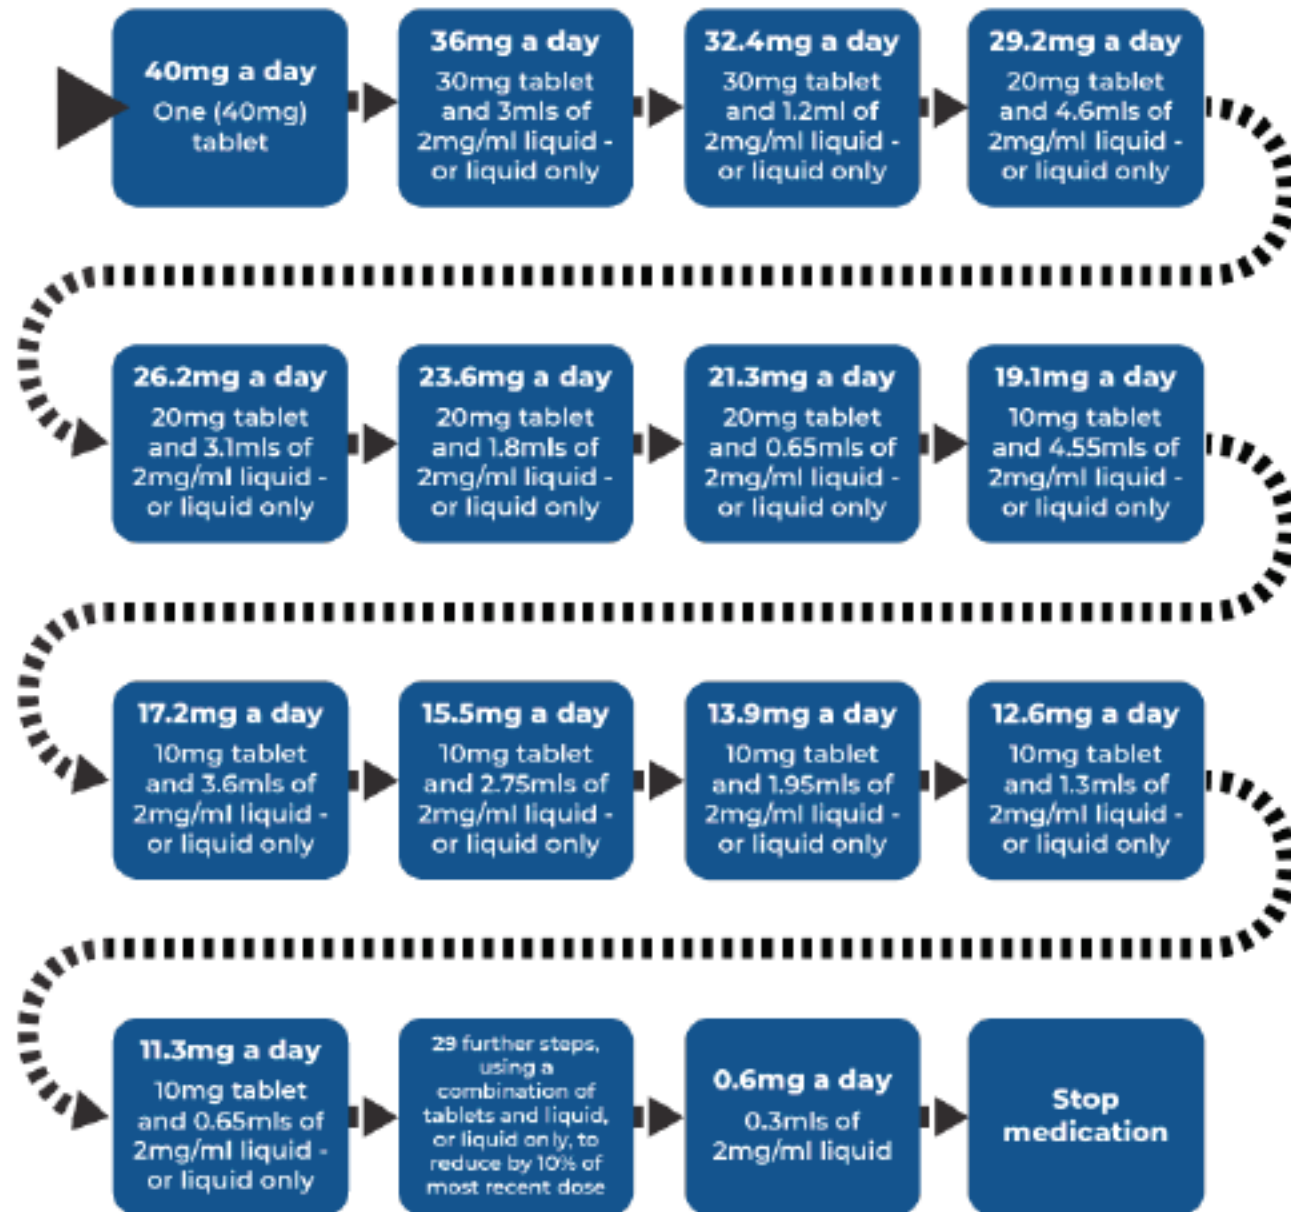 40mg a day
One (40mg)
tablet
36mg a day
30mg tablet
and 3mls of
2mg/ml liquid -
or liquid only
32.4mg a day
30mg tablet
and 1.2ml of
2mg/ml liquid -
or liquid only
29.2mg a day
20mg tablet
and 4.6mls of
2mg/ml liquid -
or liquid only
26.2mg a day
20mg tablet
and 3.1mls of
2mg/ml liquid -
or liquid only
23.6mg a day
20mg tablet
and 1.8mls of
2mg/ml liquid -
or liquid only
21.3mg a day
20mg tablet
and 0.65mls of
2mg/ml liquid -
or liquid only
19.1mg a day
10mg tablet
and 4.55mls of
2mg/ml liquid -
or liquid only
17.2mg a day
10mg tablet
and 3.6mls of
2mg/ml liquid -
or liquid only
15.5mg a day
10mg tablet
and 2.75mls of
2mg/ml liquid -
or liquid only
13.9mg a day
10mg tablet
and 1.95mls of
2mg/ml liquid -
or liquid only
12.6mg a day
10mg tablet
and 1.3mls of
2mg/ml liquid -
or liquid only
11.3mg a day
10mg tablet
and 0.65mls of
2mg/ml liquid -
or liquid only
29 further steps,
using a
combination of
tablets and liquid,
or liquid only, to
reduce by 10% of
most recent dose
0.6mg a day
0.3mls of
2mg/ml liquid
Stop
medication